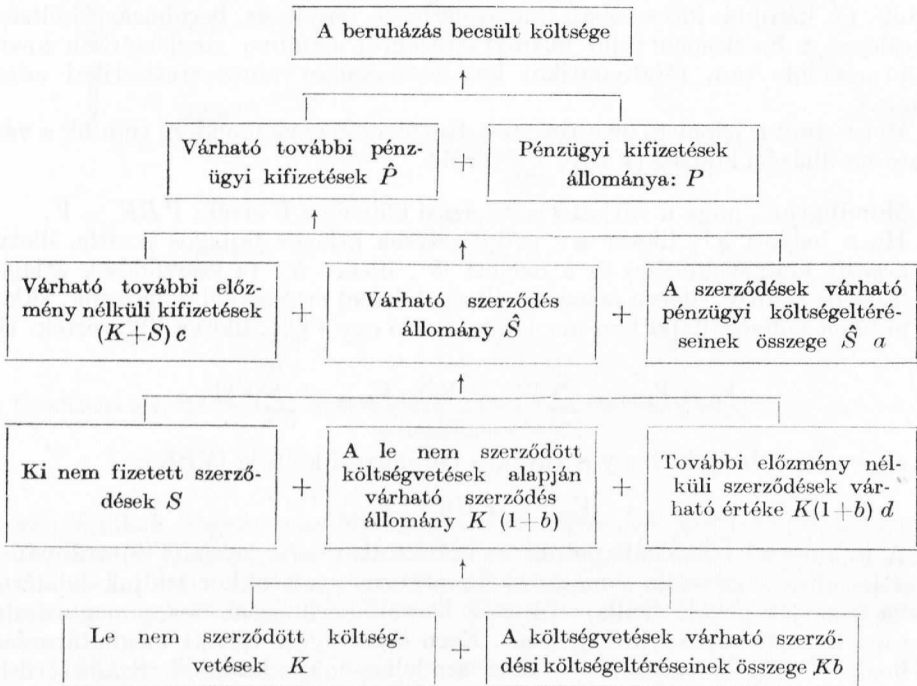 A beruházás becsült költsége
Várható további pénz-
ügyi kifizetések P̂
+
Pénzügyi kifizetések
állománya: P
Várható további előz-
mény nélküli kifizetések
(K+S) c
+
Várható szerződés
állomány Ŝ
+
A szerződések várható
pénzügyi költségeltéré-
seinek összege Ŝ a
Ki nem fizetett szerző-
dések S
+
A le nem szerződött
költségvetések alapján
várható szerződés
állomány K (1+b)
+
További előzmény nél-
küli szerződések vár-
ható értéke K(1+b) d
Le nem szerződött költség-
vetések K
+
A költségvetések várható szerző-
dési költségeltéréseinek összege Kb